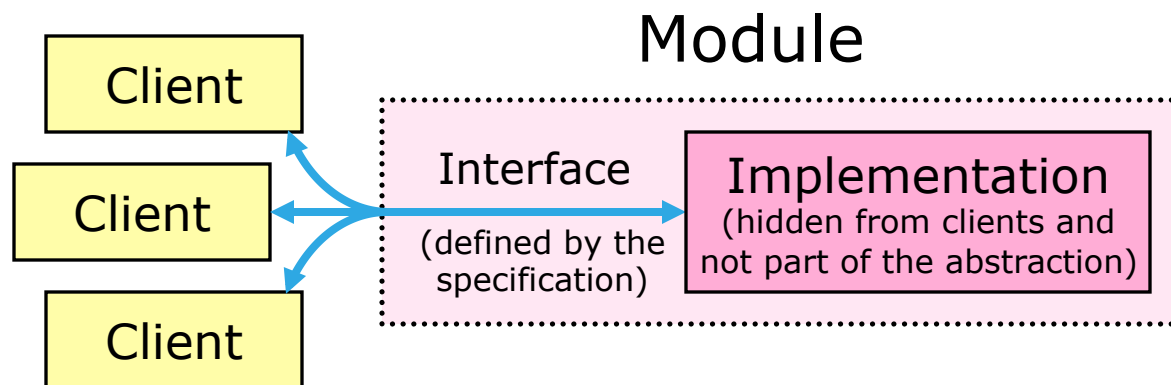 Module
Client
Client
Client
Interface
(defined by the
specification)
Implementation
(hidden from clients and
not part of the abstraction)